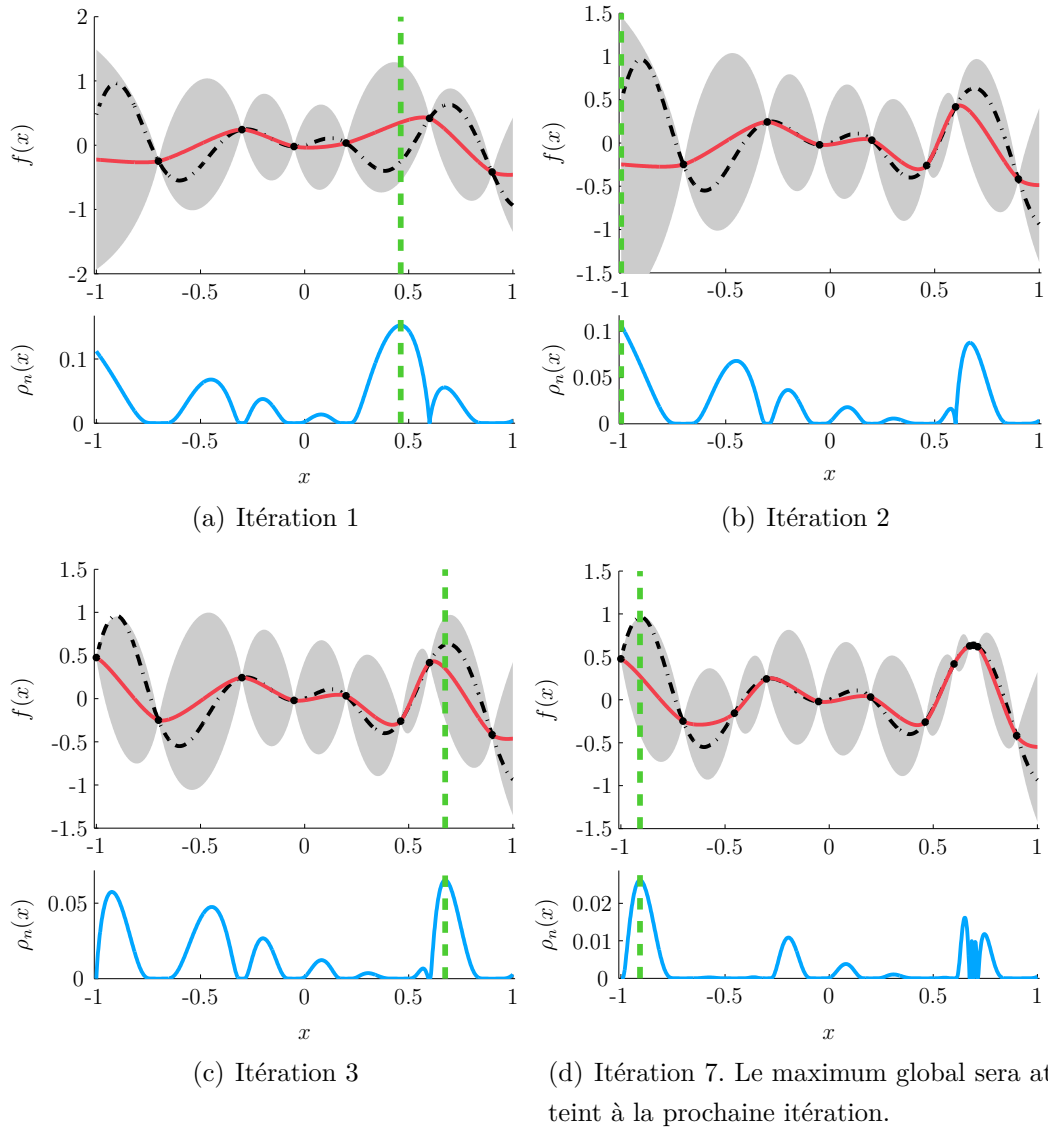 2
1
0
-1
-2
f(x)
-1 -0.5 0 0.5 1
0.1
0
ρn(x)
-1 -0.5 0 0.5 1
x
(a) Itération 1
1.5
1
0.5
0
-0.5
-1
-1.5
f(x)
-1 -0.5 0 0.5 1
0.1
0.05
0
ρn(x)
-1 -0.5 0 0.5 1
x
(b) Itération 2
1.5
1
0.5
0
-0.5
-1
-1.5
f(x)
-1 -0.5 0 0.5 1
0.05
0
ρn(x)
-1 -0.5 0 0.5 1
x
(c) Itération 3
1.5
1
0.5
0
-0.5
-1
-1.5
f(x)
-1 -0.5 0 0.5 1
0.02
0.01
0
ρn(x)
-1 -0.5 0 0.5 1
x
(d) Itération 7. Le maximum global sera at
teint à la prochaine itération.